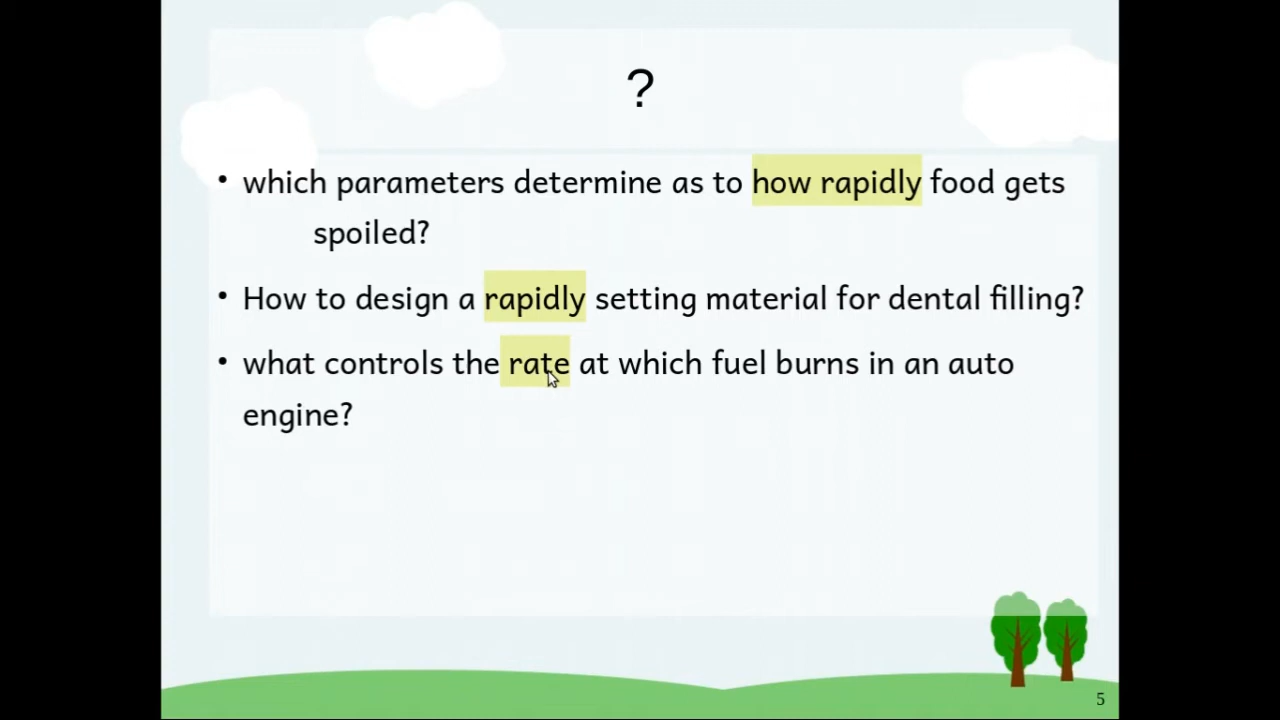 ?
• which parameters determine as to how rapidly food gets
spoiled?
• How to design a rapidly setting material for dental filling?
• what controls the rate at which fuel burns in an auto
engine?
5